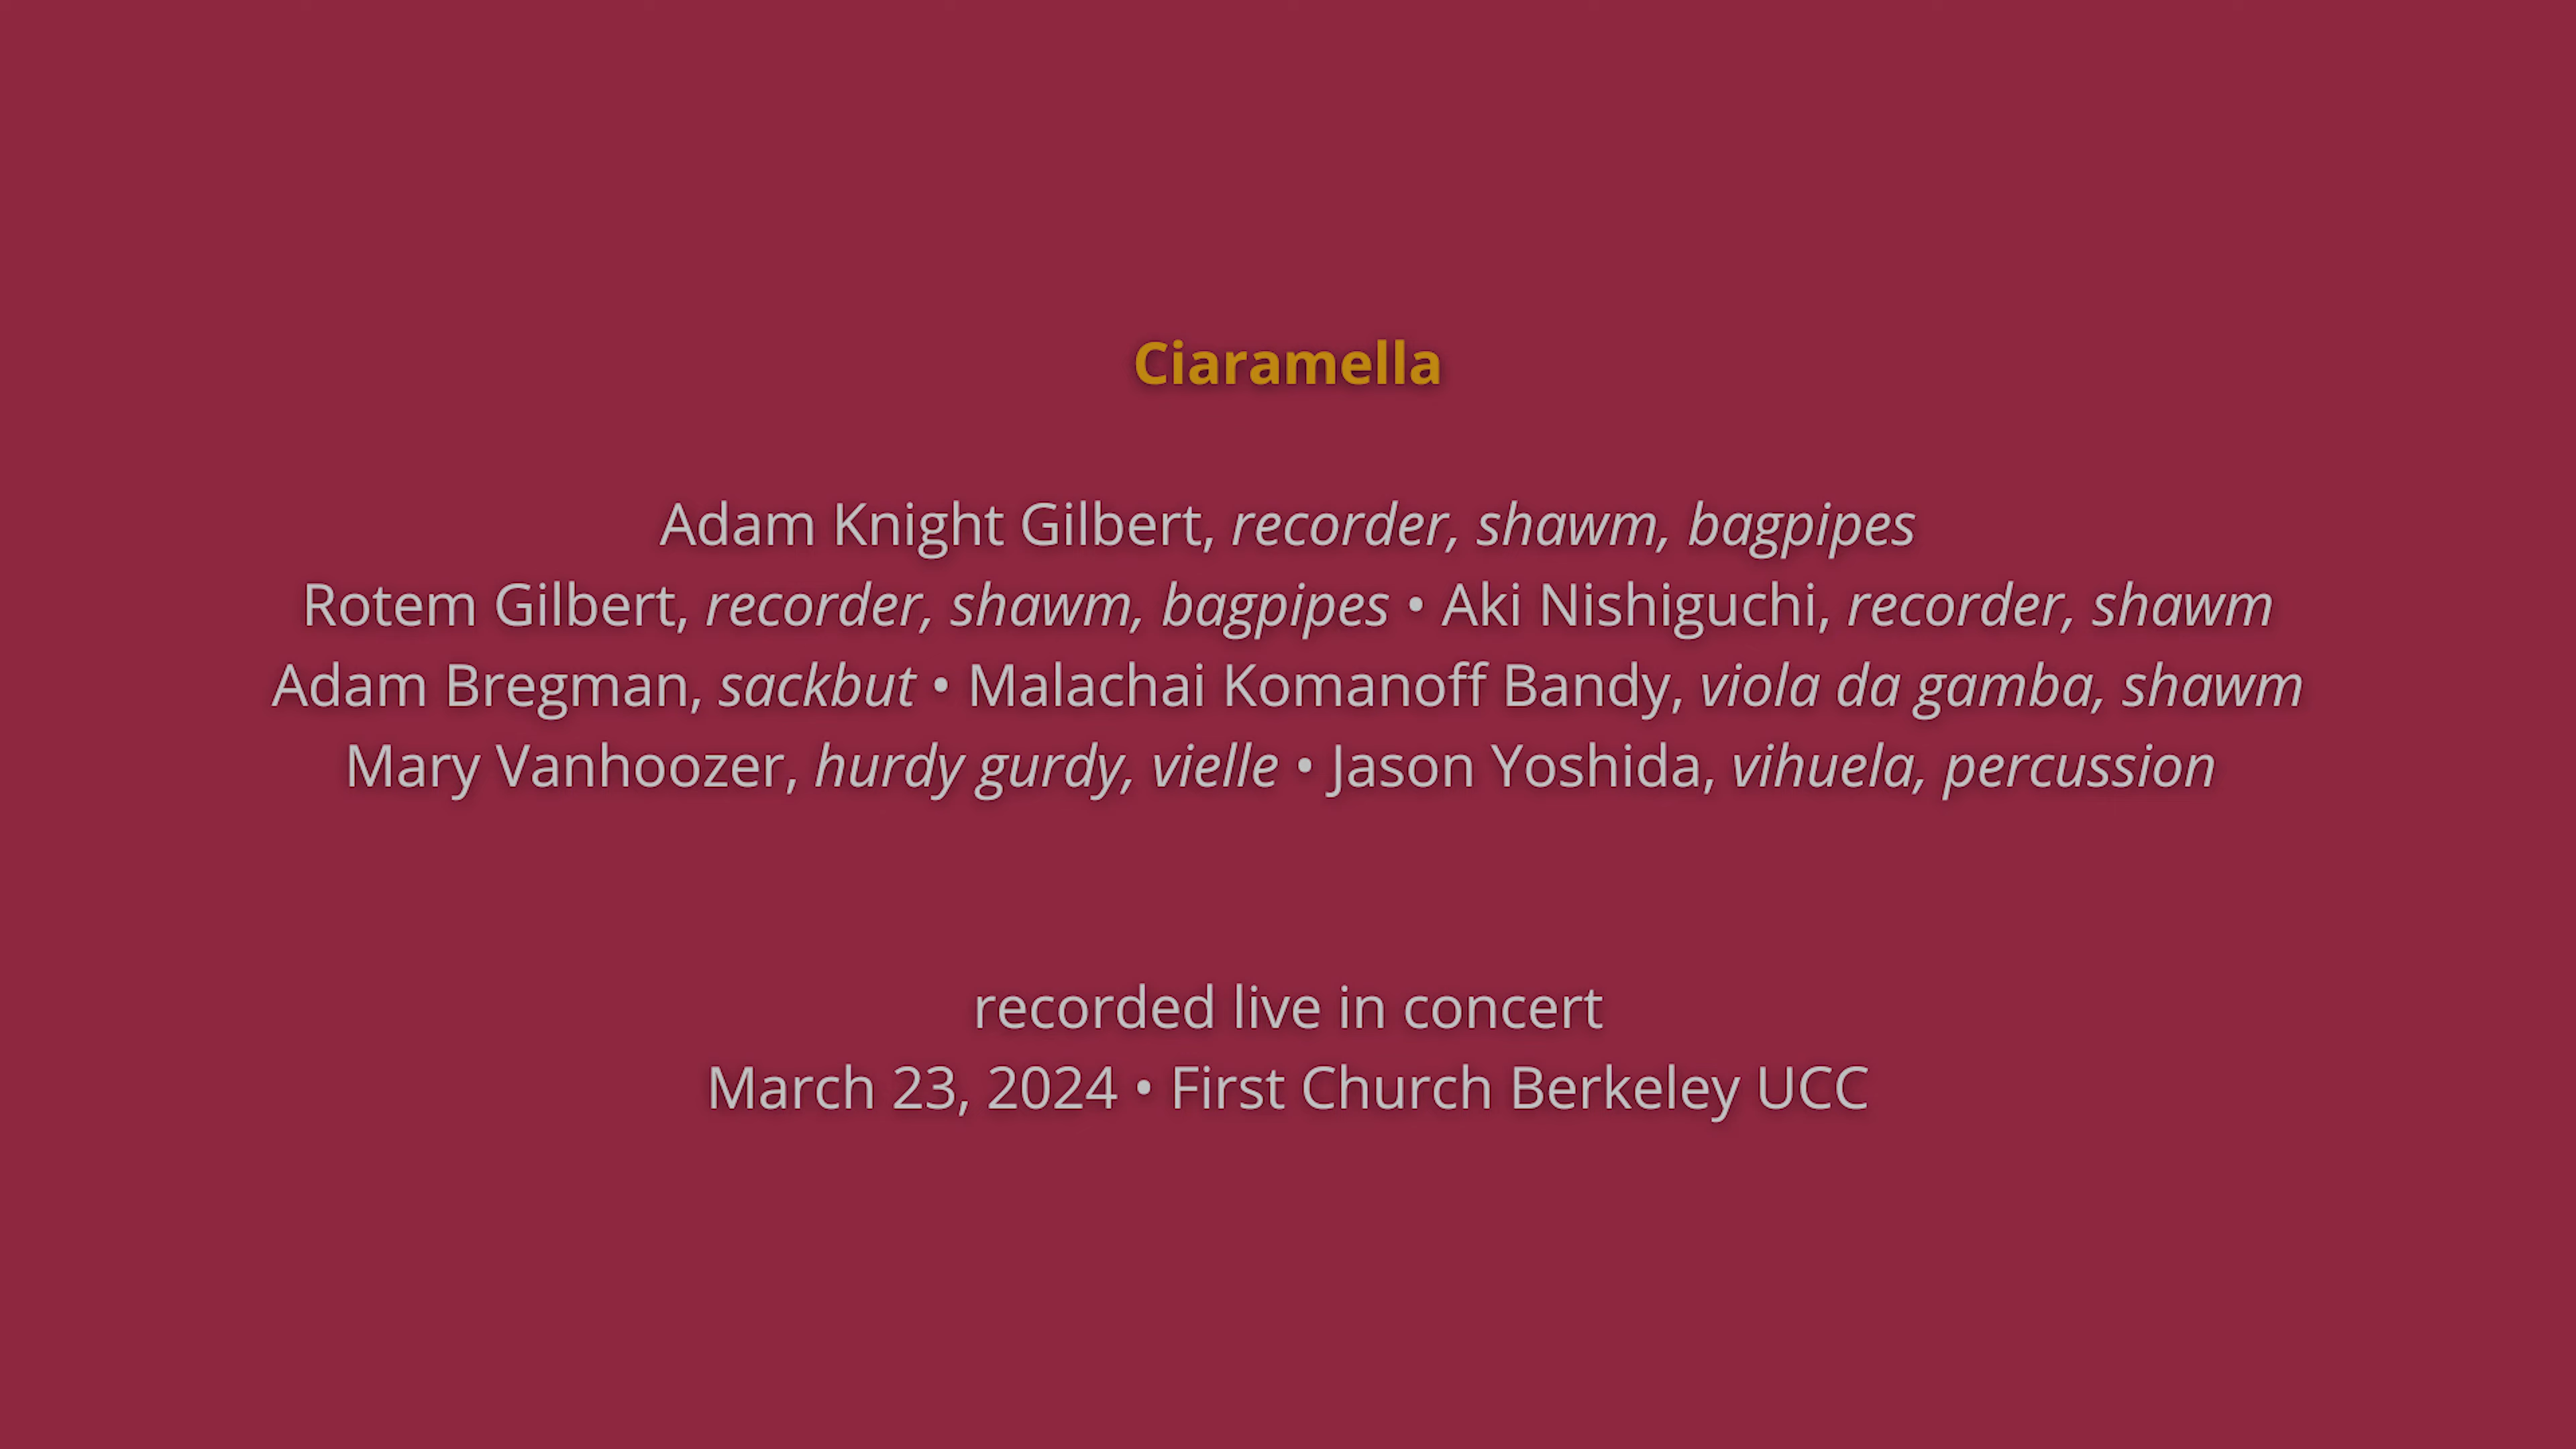 Ciaramella
Adam Knight Gilbert, recorder, shawm, bagpipes
Rotem Gilbert, recorder, shawm, bagpipes • Aki Nishiguchi, recorder, shawm
Adam Bregman, sackbut • Malachai Komanoff Bandy, viola da gamba, shawm
Mary Vanhoozer, hurdy gurdy, vielle • Jason Yoshida, vihuela, percussion
recorded live in concert
March 23, 2024 • First Church Berkeley UCC